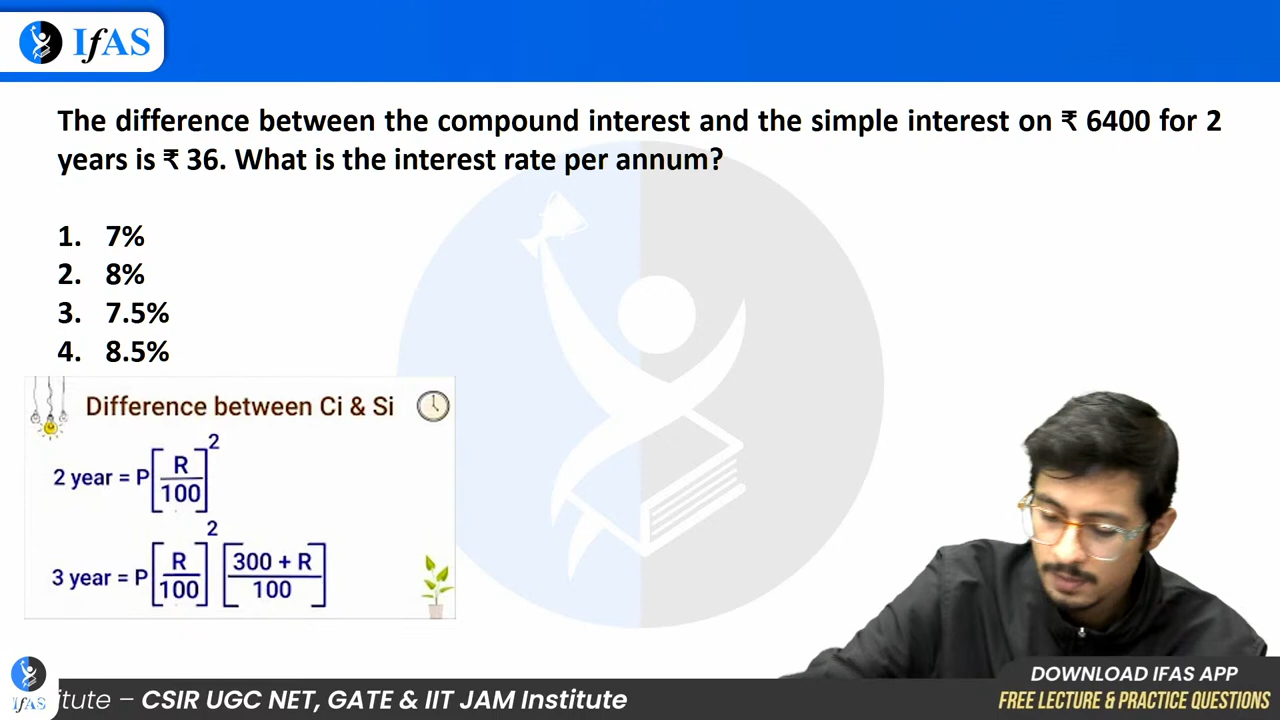 IfAS
The difference between the compound interest and the simple interest on ₹ 6400 for 2
years is ₹ 36. What is the interest rate per annum?
1. 7%
2. 8%
3. 7.5%
4. 8.5%
Difference between Ci & Si
2 year = P[R/100]²
3 year = P[R/100]² [300 + R/100]
IfAS
itute – CSIR UGC NET, GATE & IIT JAM Institute
DOWNLOAD IFAS APP
FREE LECTURE & PRACTICE QUESTIONS